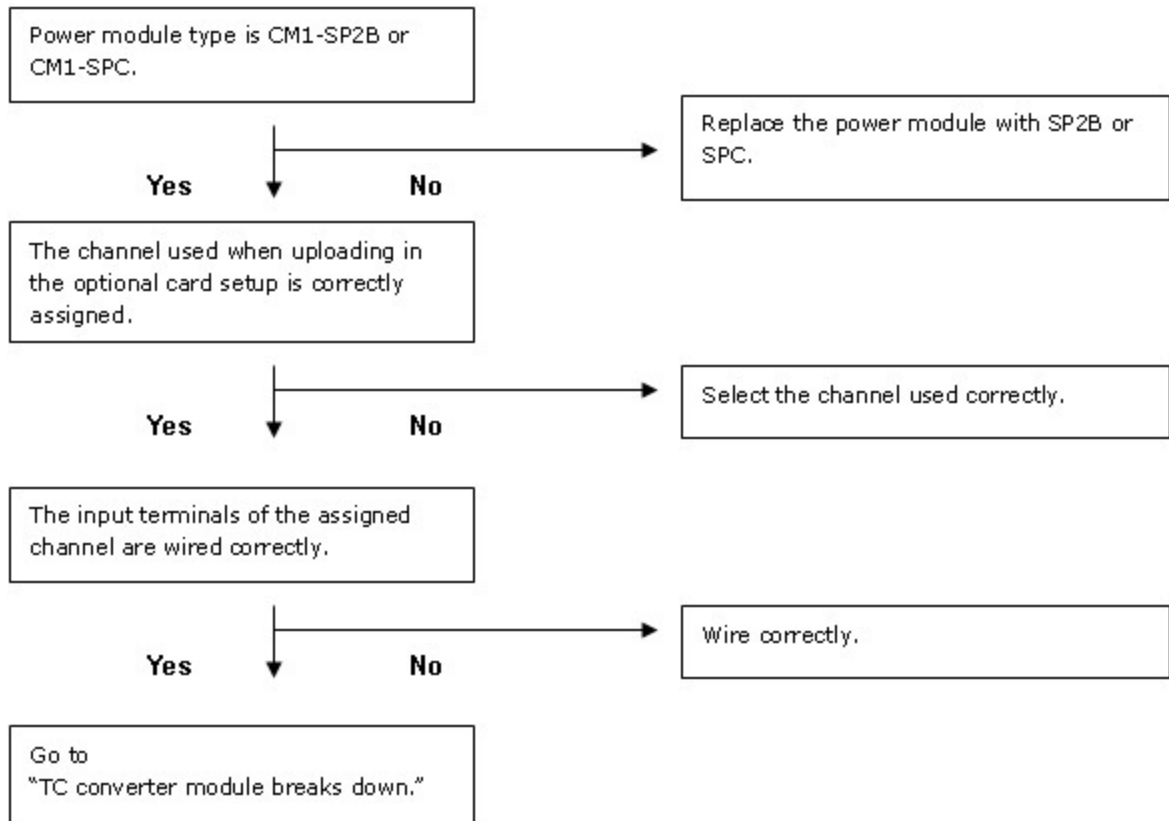 Power module type is CM1-SP2B or
CM1-SPC.
Replace the power module with SP2B or
SPC.
Yes
No
The channel used when uploading in
the optional card setup is correctly
assigned.
Select the channel used correctly.
Yes
No
The input terminals of the assigned
channel are wired correctly.
Wire correctly.
Yes
No
Go to
“TC converter module breaks down.”